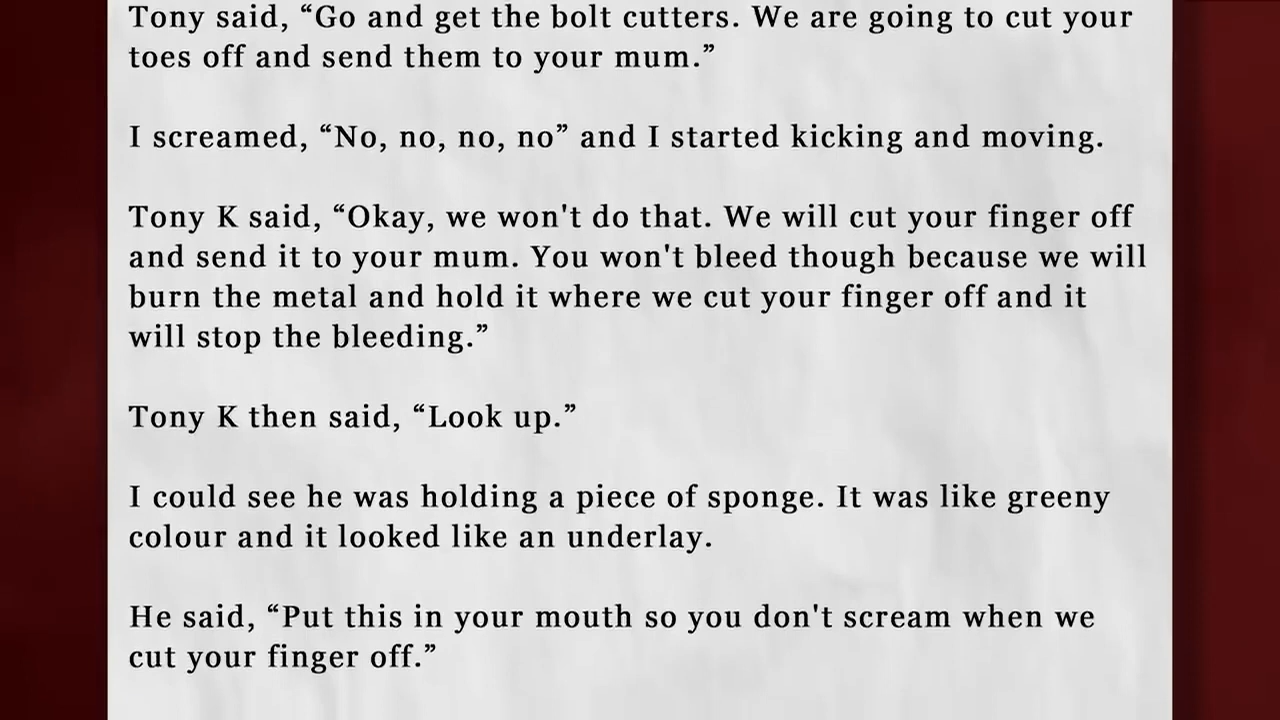 Tony said, “Go and get the bolt cutters. We are going to cut your
toes off and send them to your mum.”
I screamed, “No, no, no, no” and I started kicking and moving.
Tony K said, “Okay, we won't do that. We will cut your finger off
and send it to your mum. You won't bleed though because we will
burn the metal and hold it where we cut your finger off and it
will stop the bleeding.”
Tony K then said, “Look up.”
I could see he was holding a piece of sponge. It was like greeny
colour and it looked like an underlay.
He said, “Put this in your mouth so you don't scream when we
cut your finger off.”